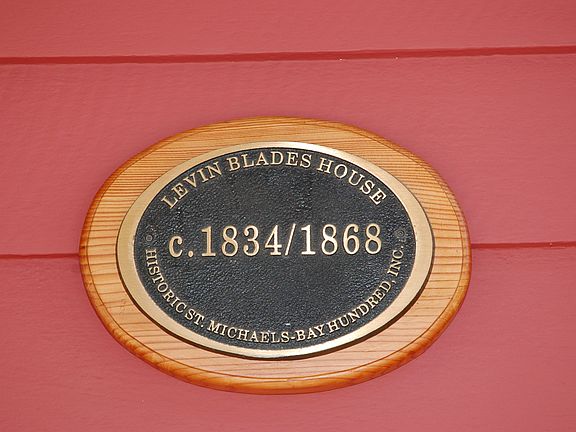 LEVIN BLADES HOUSE
c.1834/1868
HISTORIC ST. MICHAELS-BAY HUNDRED, INC.